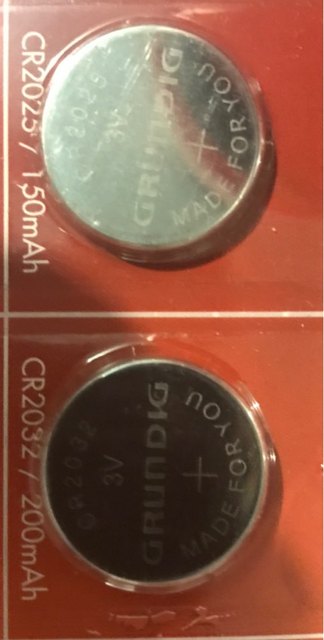 CR2025 / 150mAh
CR2025
3V
GRUNDIG
+
MADE FOR YOU
CR2032 / 200mAh
CR2032
3V
GRUNDIG
+
MADE FOR YOU